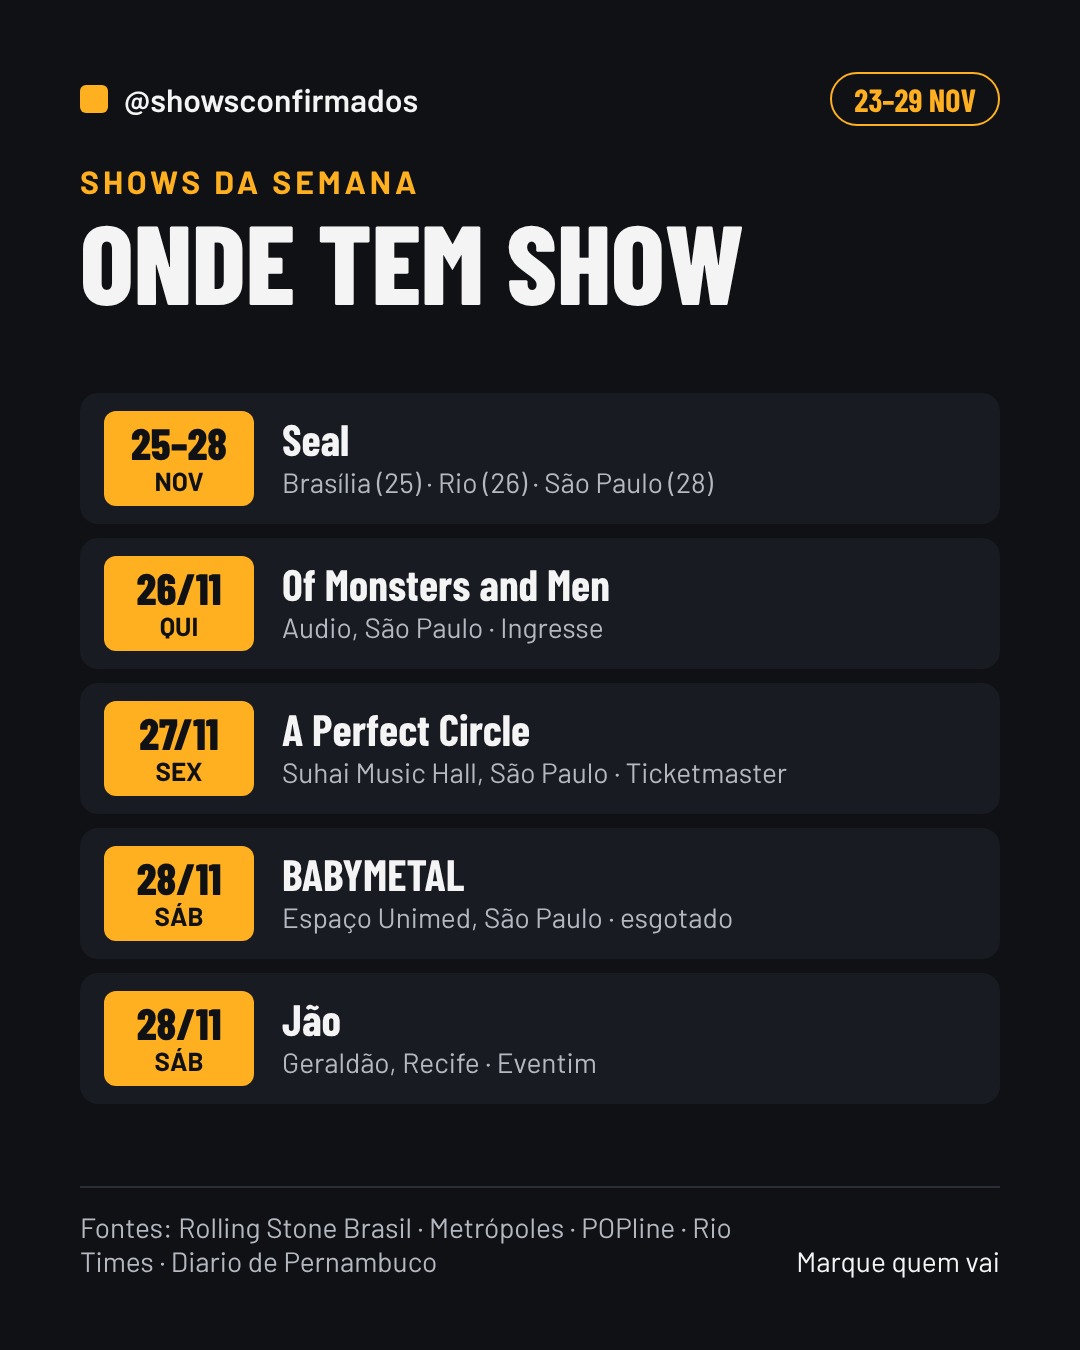 @showsconfirmados
23–29 NOV
SHOWS DA SEMANA
ONDE TEM SHOW
25–28
NOV
Seal
Brasília (25) · Rio (26) · São Paulo (28)
26/11
QUI
Of Monsters and Men
Audio, São Paulo · Ingresse
27/11
SEX
A Perfect Circle
Suhai Music Hall, São Paulo · Ticketmaster
28/11
SÁB
BABYMETAL
Espaço Unimed, São Paulo · esgotado
28/11
SÁB
Jão
Geraldão, Recife · Eventim
Fontes: Rolling Stone Brasil · Metrópoles · POPline · Rio
Times · Diario de Pernambuco
Marque quem vai